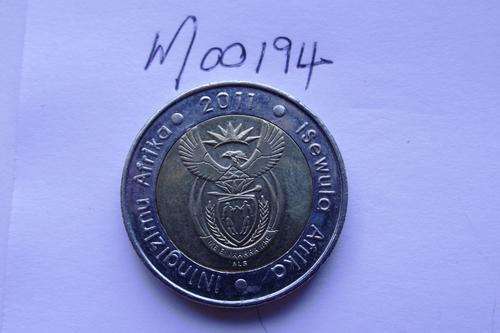 M00194
2011 • iSewula Afrika • iNingizimu Afrika •
ALS